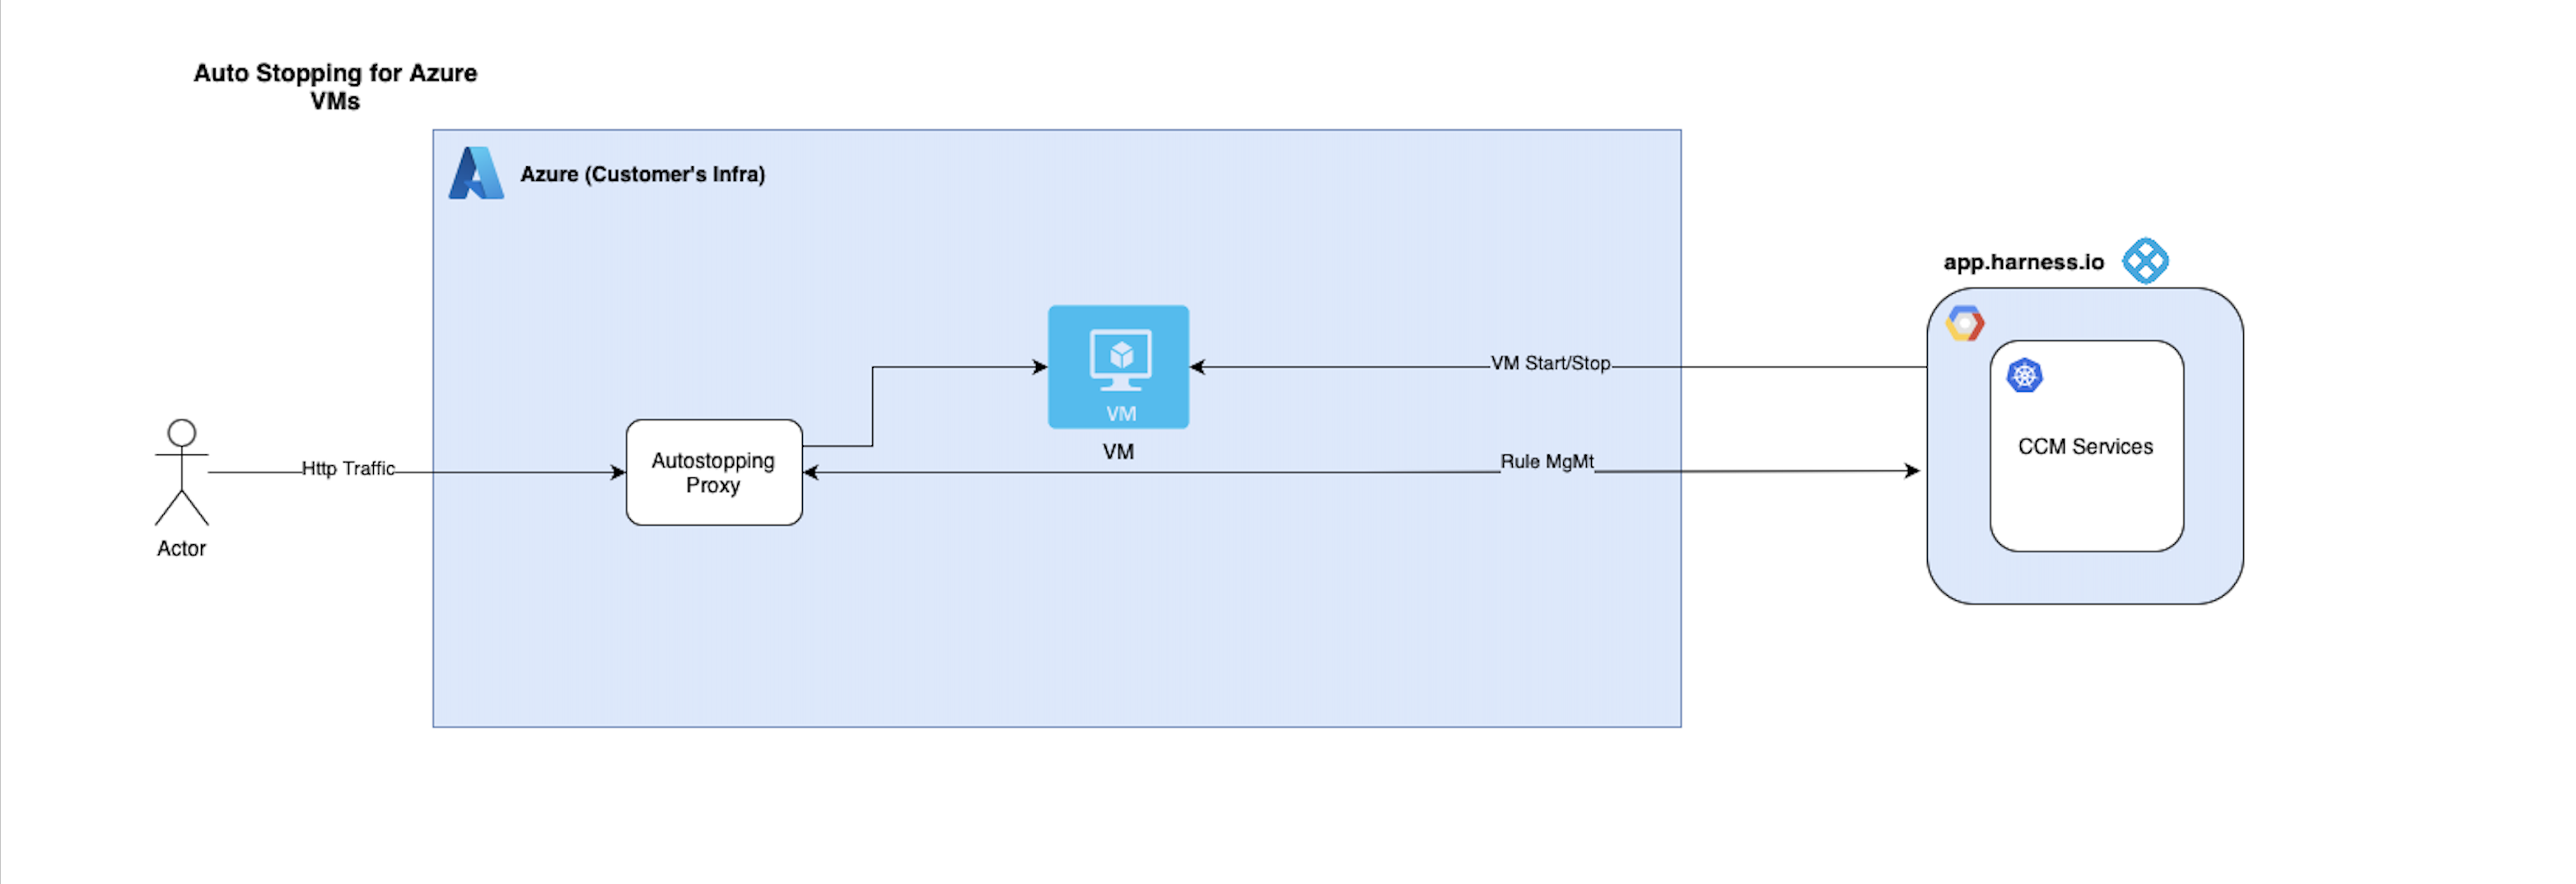 Auto Stopping for Azure
VMs
Azure (Customer's Infra)
app.harness.io
VM Start/Stop
VM
VM
CCM Services
Http Traffic
Autostopping
Proxy
Rule MgMt
Actor